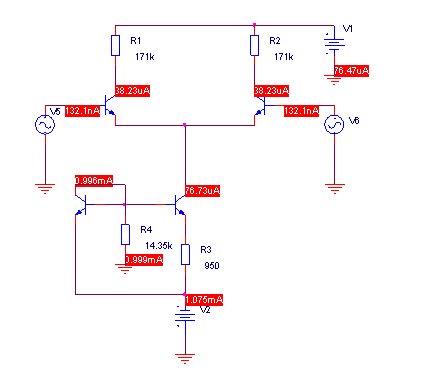 R1
171k
R2
171k
V1
76.47uA
38.23uA
38.23uA
132.1nA
V5
132.1nA
V6
0.996mA
76.73uA
R4
14.35k
0.999mA
R3
950
1.075mA
V2